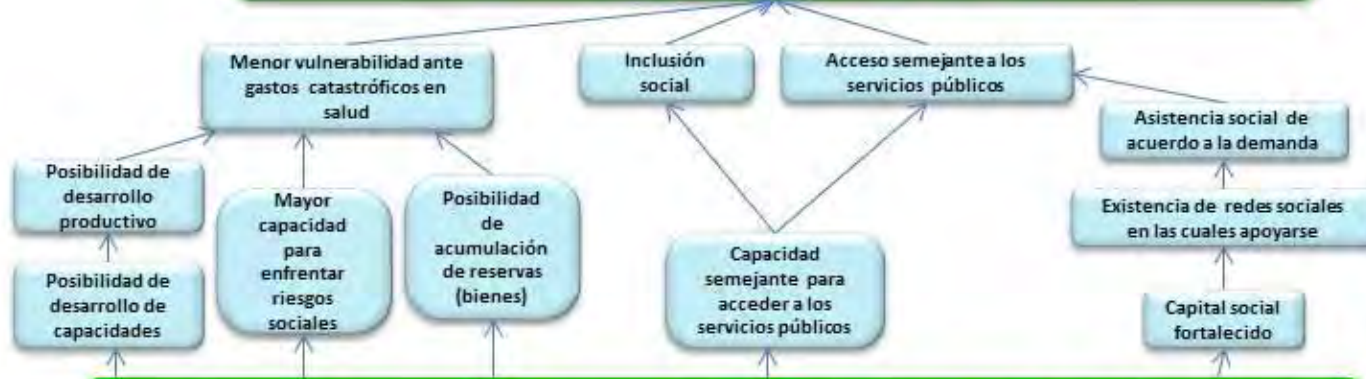 Menor vulnerabilidad ante
gastos catastróficos en
salud
Inclusión
social
Acceso semejante a los
servicios públicos
Asistencia social de
acuerdo a la demanda
Posibilidad de
desarrollo
productivo
Mayor
capacidad
para
enfrentar
riesgos
sociales
Posibilidad
de
acumulación
de reservas
(bienes)
Existencia de redes sociales
en las cuales apoyarse
Capacidad
semejante para
acceder a los
servicios públicos
Posibilidad de
desarrollo de
capacidades
Capital social
fortalecido